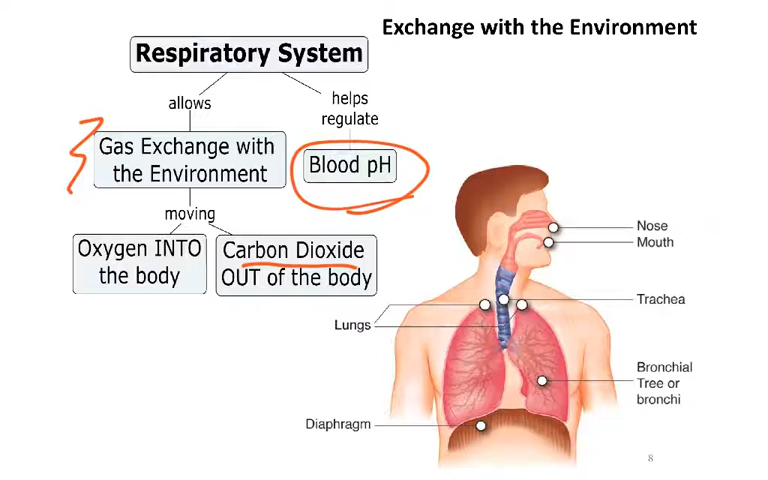 Exchange with the Environment
Respiratory System
allows
helps
regulate
Gas Exchange with
the Environment
Blood pH
moving
Oxygen INTO
the body
Carbon Dioxide
OUT of the body
Nose
Mouth
Trachea
Lungs
Bronchial
Tree or
bronchi
Diaphragm
8